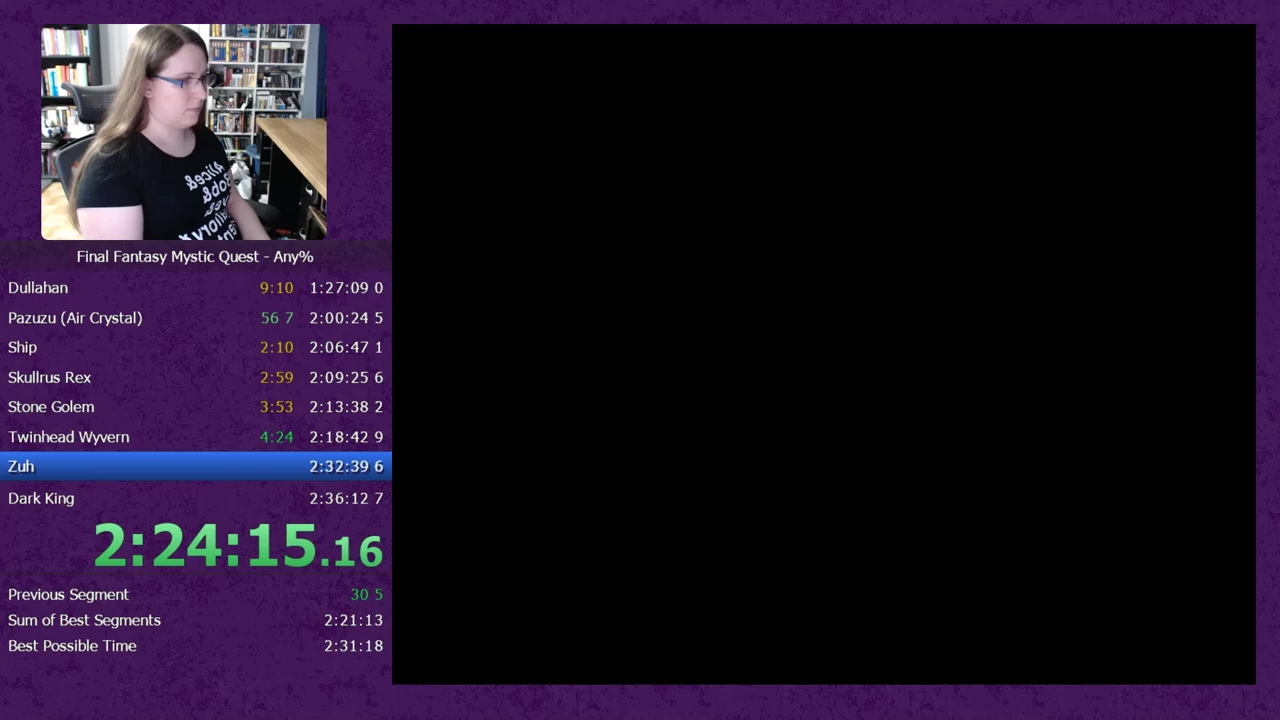 Alice&
Bob&
Final Fantasy Mystic Quest - Any%
Dullahan 9:10 1:27:09 0
Pazuzu (Air Crystal) 56 7 2:00:24 5
Ship 2:10 2:06:47 1
Skullrus Rex 2:59 2:09:25 6
Stone Golem 3:53 2:13:38 2
Twinhead Wyvern 4:24 2:18:42 9
Zuh 2:32:39 6
Dark King 2:36:12 7
2:24:15.16
Previous Segment 30 5
Sum of Best Segments 2:21:13
Best Possible Time 2:31:18